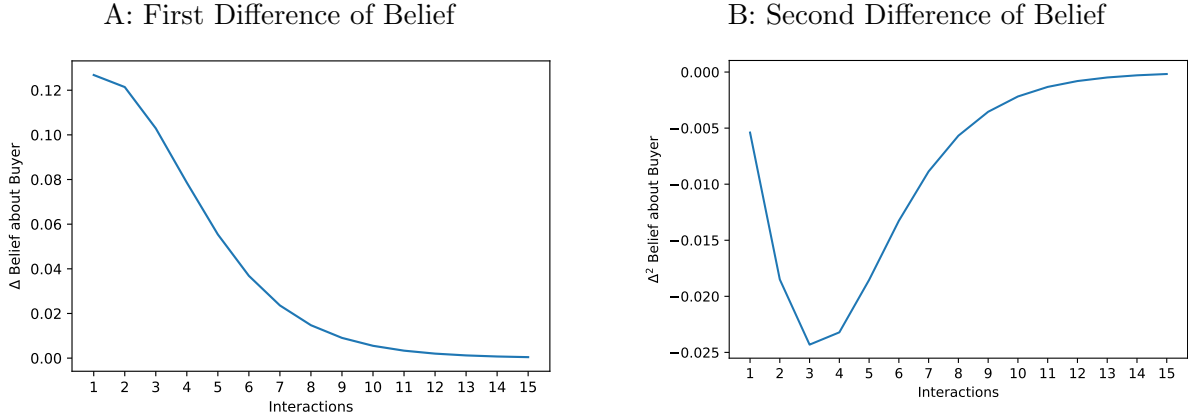 A: First Difference of Belief
0.12
0.10
0.08
0.06
0.04
0.02
0.00
Δ Belief about Buyer
1 2 3 4 5 6 7 8 9 10 11 12 13 14 15
Interactions
B: Second Difference of Belief
0.000
−0.005
−0.010
−0.015
−0.020
−0.025
Δ² Belief about Buyer
1 2 3 4 5 6 7 8 9 10 11 12 13 14 15
Interactions